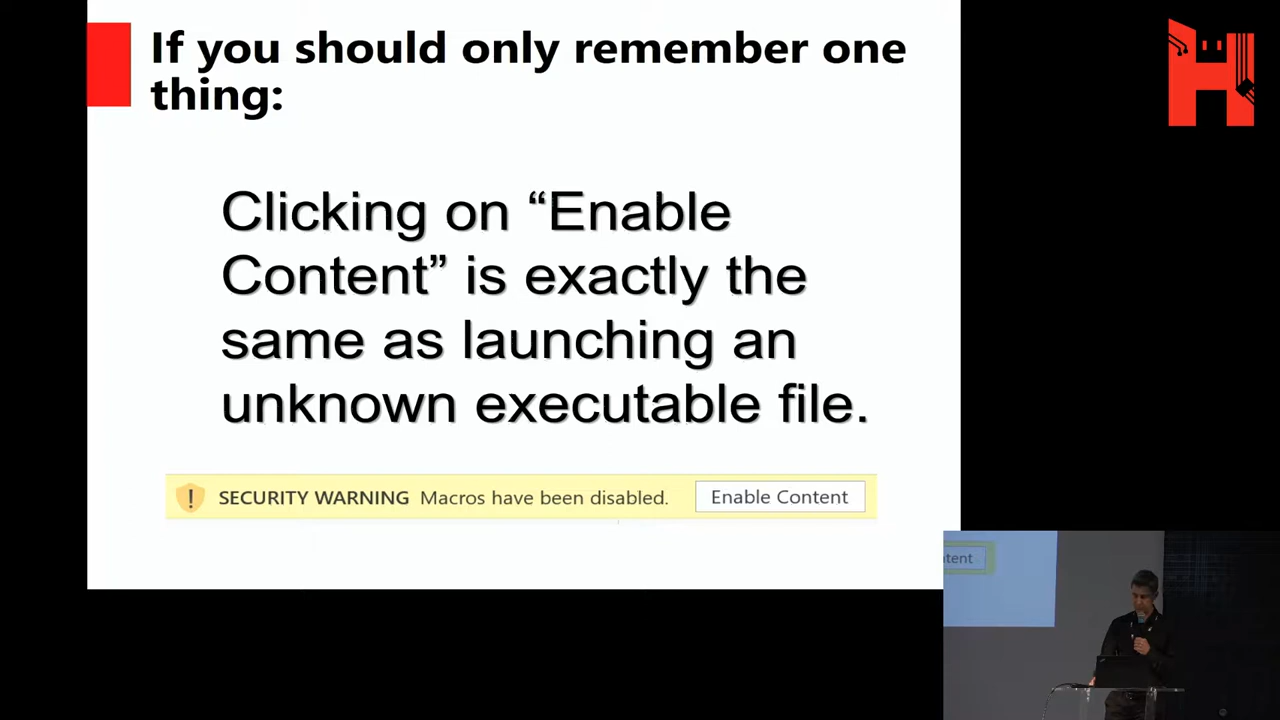 If you should only remember one
thing:
Clicking on “Enable
Content” is exactly the
same as launching an
unknown executable file.
SECURITY WARNING Macros have been disabled. Enable Content
tent